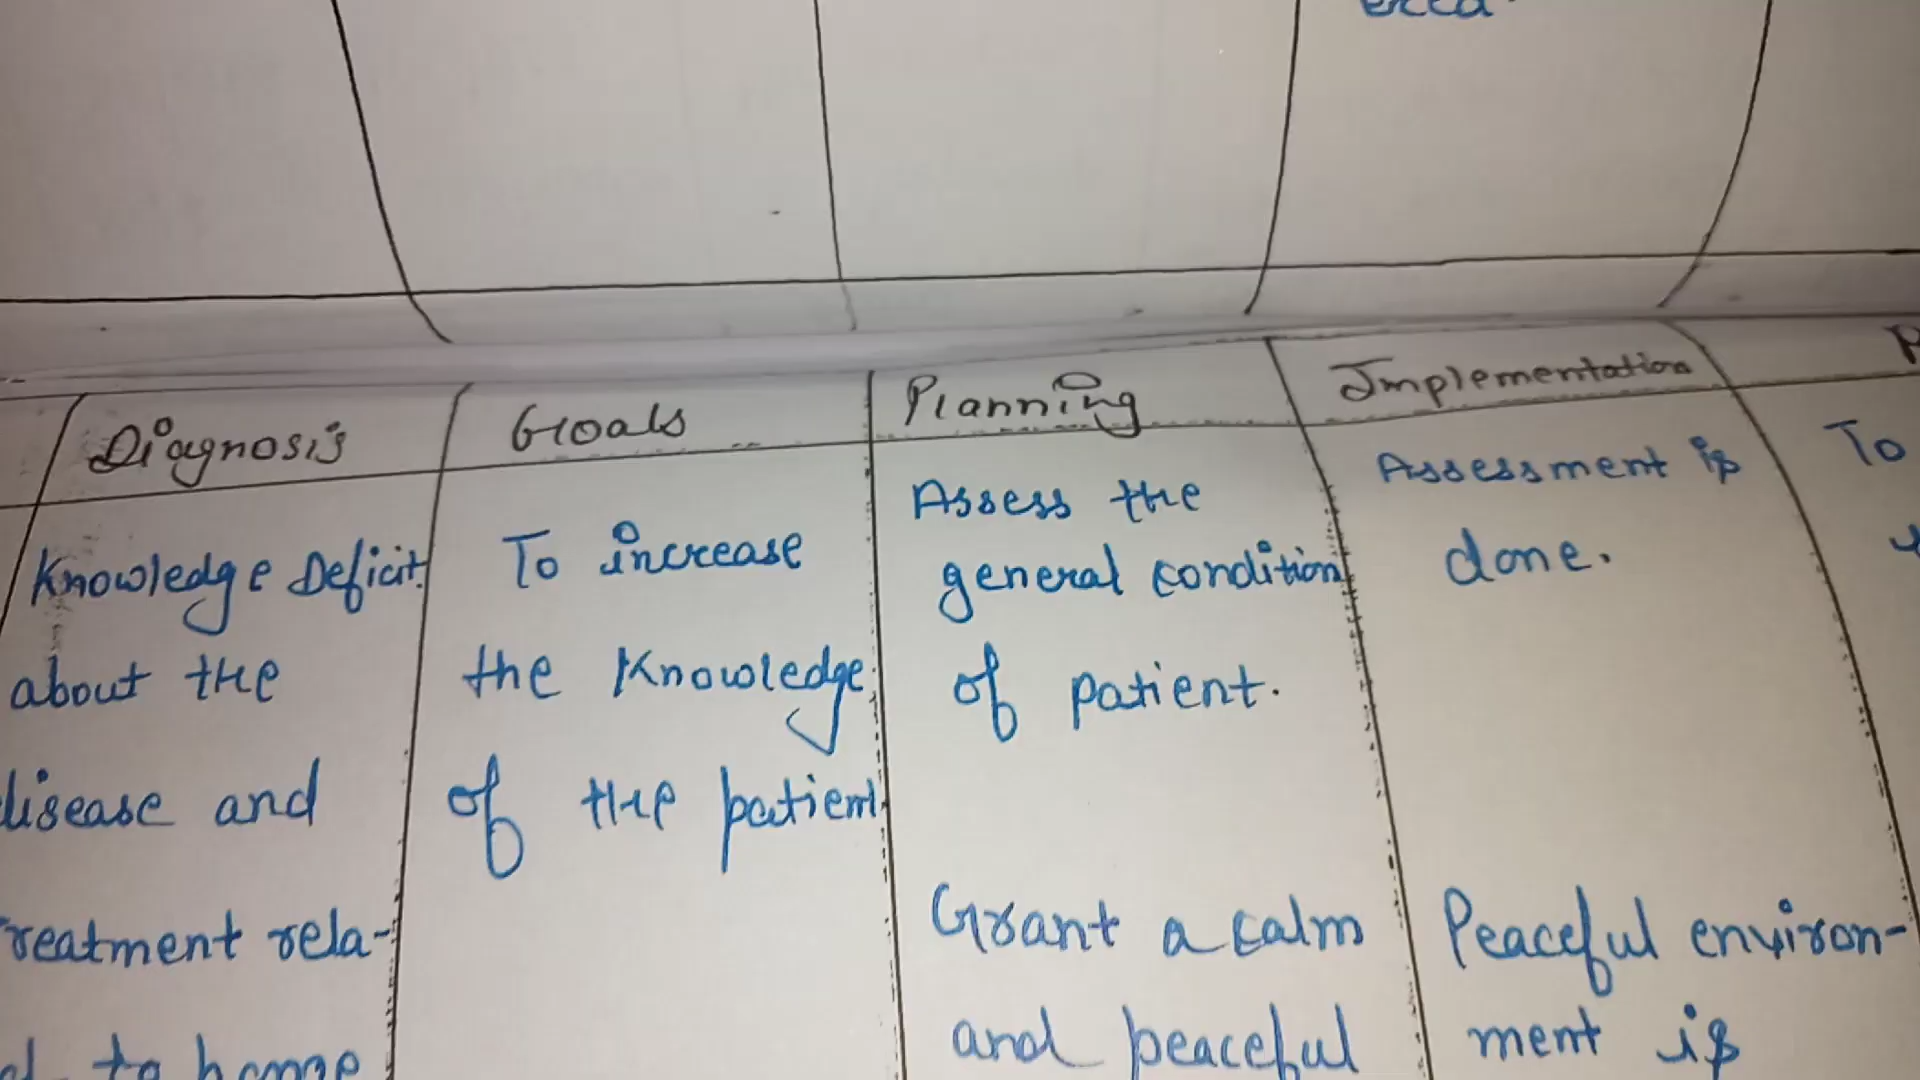 Diagnosis
Goals
Planning
Implementation
Knowledge Deficit
about the
disease and
treatment rela-
To increase
the Knowledge
of the patient
Assess the
general condition
of patient.
Grant a calm
and peaceful
Assessment is
done.
Peaceful environ-
ment is
To